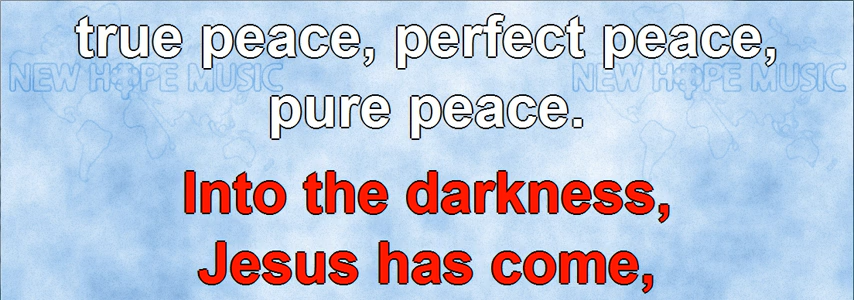 true peace, perfect peace,
NEW HOPE MUSIC NEW HOPE MUSIC
pure peace.
Into the darkness,
Jesus has come,